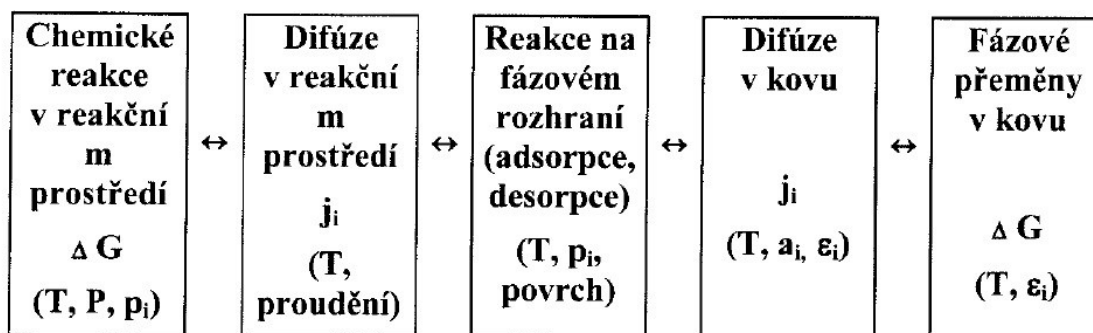 Chemické
reakce
v reakční
m
prostředí
Δ G
(T, P, pᵢ)
↔
Difúze
v reakční
m
prostředí
jᵢ
(T,
proudění)
↔
Reakce na
fázovém
rozhraní
(adsorpce,
desorpce)
(T, pᵢ,
povrch)
↔
Difúze
v kovu
jᵢ
(T, aᵢ, εᵢ)
↔
Fázové
přeměny
v kovu
Δ G
(T, εᵢ)